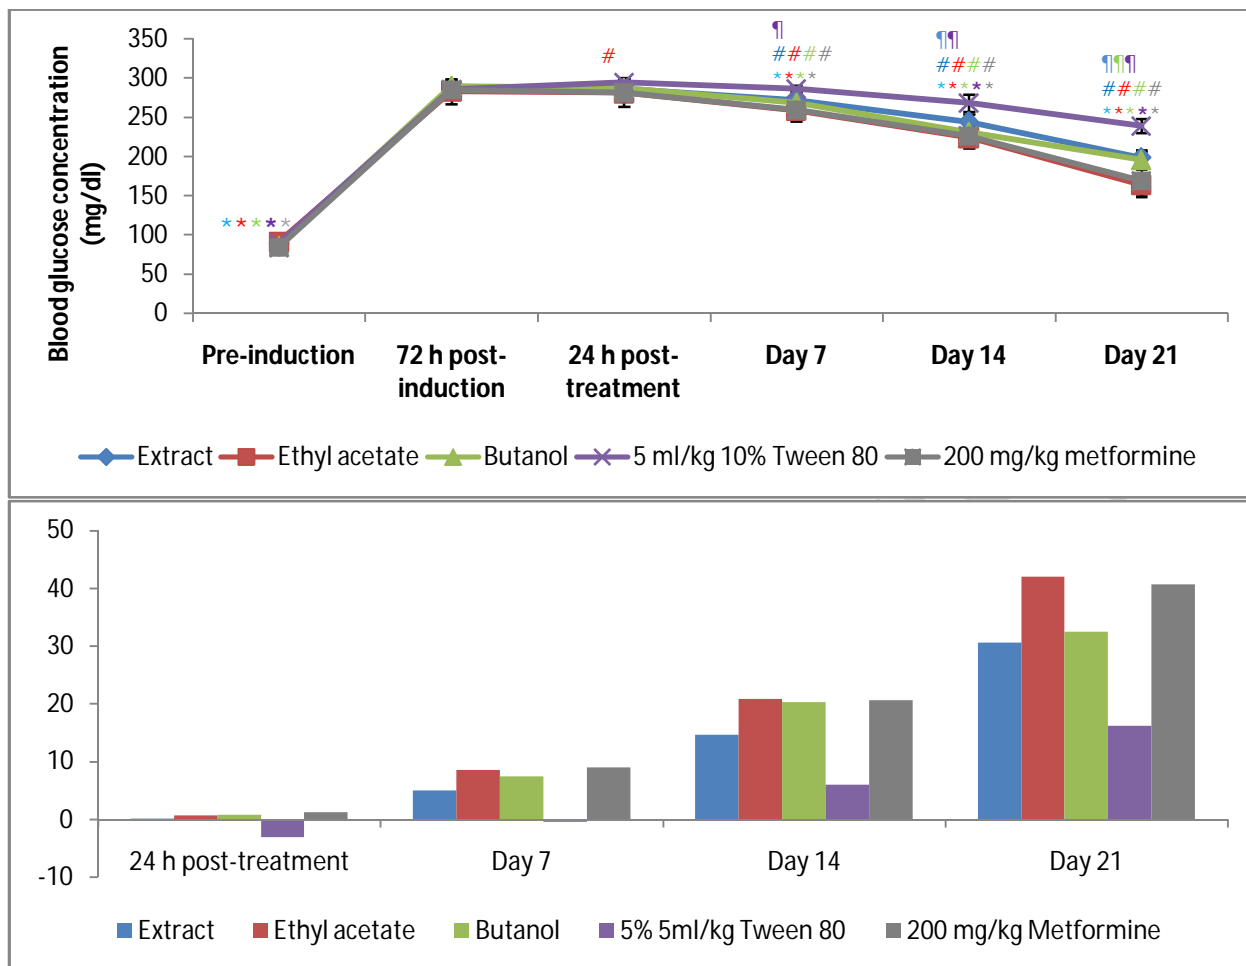 Blood glucose concentration
(mg/dl)
350
300
250
200
150
100
50
0
¶
####
****
#
¶¶
####
*****
¶¶¶
####
*****
*****
Pre-induction
72 h post-
induction
24 h post-
treatment
Day 7
Day 14
Day 21
Extract
Ethyl acetate
Butanol
5 ml/kg 10% Tween 80
200 mg/kg metformine
50
40
30
20
10
0
-10
24 h post-treatment
Day 7
Day 14
Day 21
Extract
Ethyl acetate
Butanol
5% 5ml/kg Tween 80
200 mg/kg Metformine